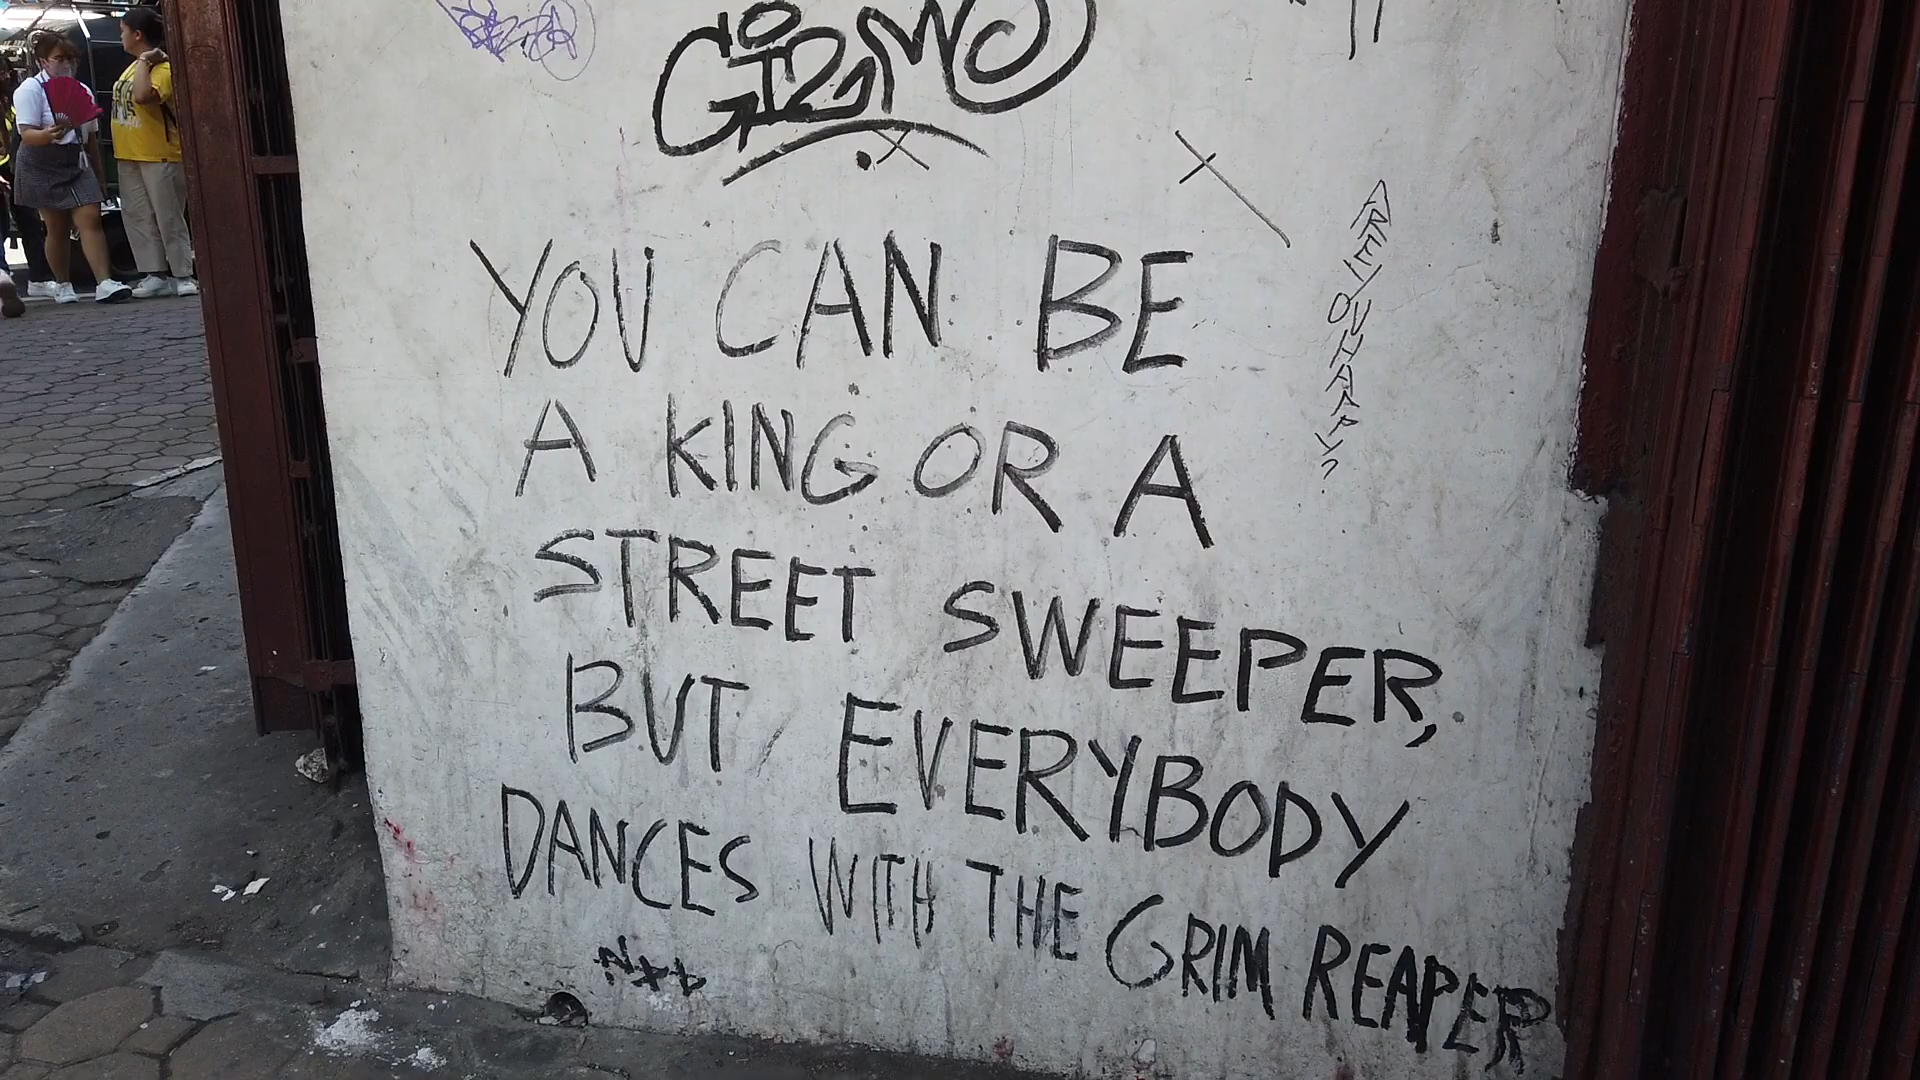 GIZMO
YOU CAN BE
A KING OR A
STREET SWEEPER,
BUT EVERYBODY
DANCES WITH THE GRIM REAPER
ARE YOU HAPPY?